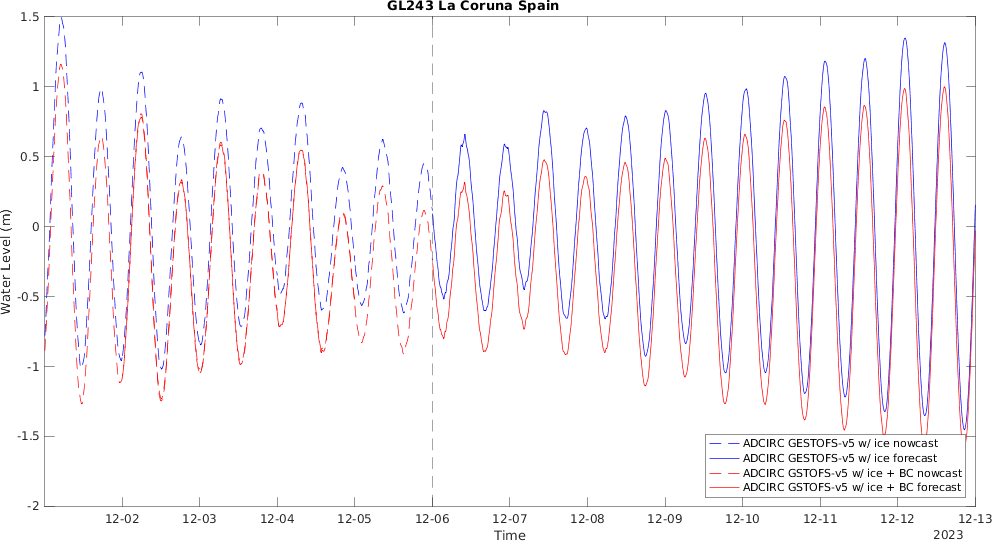 GL243 La Coruna Spain
1.5
1
0.5
0
-0.5
-1
-1.5
-2
Water Level (m)
ADCIRC GESTOFS-v5 w/ ice nowcast
ADCIRC GESTOFS-v5 w/ ice forecast
ADCIRC GSTOFS-v5 w/ ice + BC nowcast
ADCIRC GSTOFS-v5 w/ ice + BC forecast
12-02 12-03 12-04 12-05 12-06 12-07 12-08 12-09 12-10 12-11 12-12 12-13
Time
2023